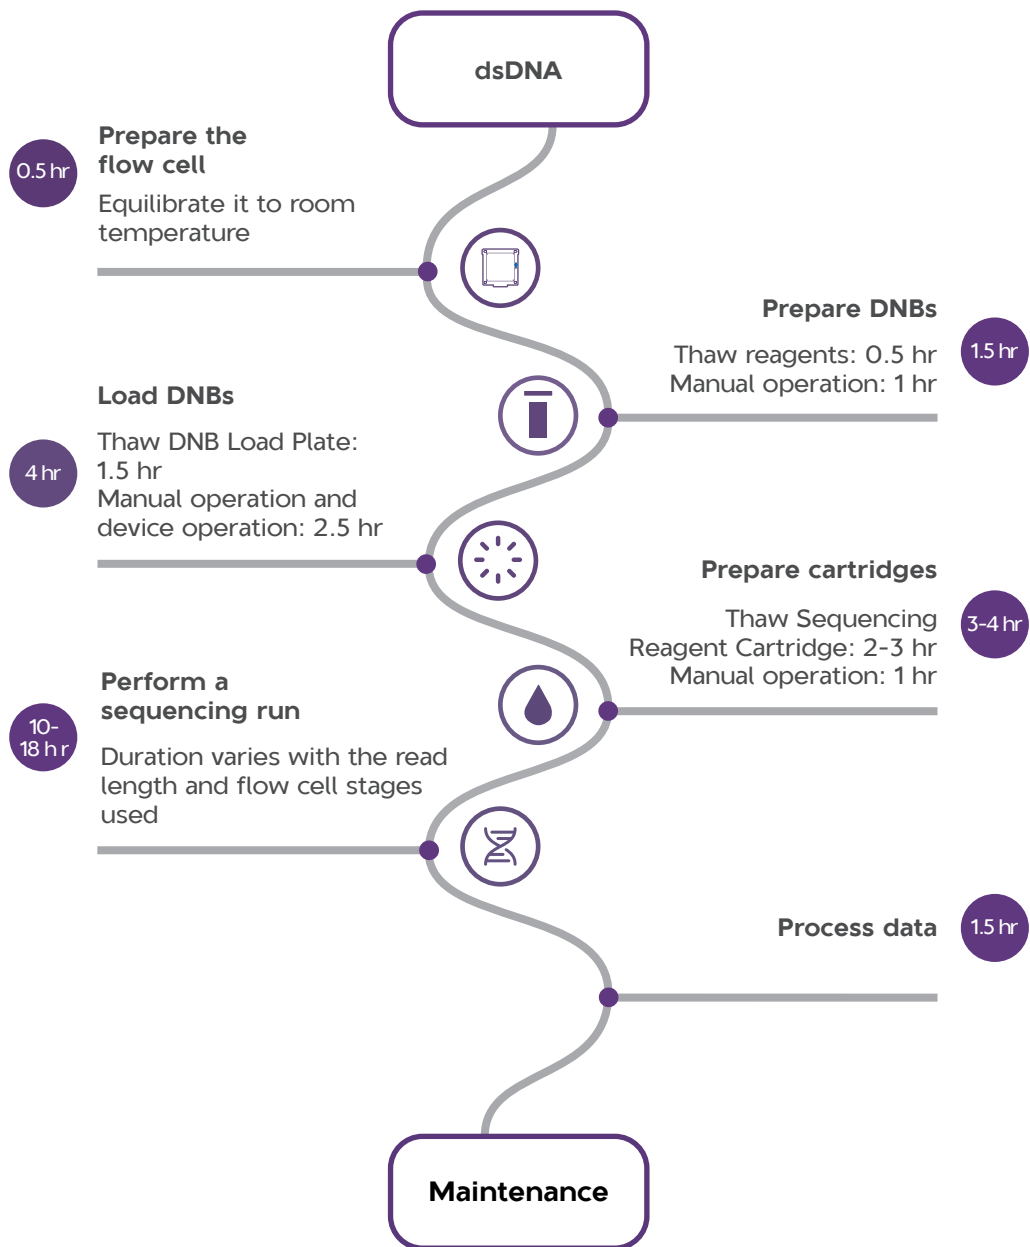 dsDNA
0.5 hr
Prepare the
flow cell
Equilibrate it to room
temperature
Prepare DNBs
1.5 hr
Thaw reagents: 0.5 hr
Manual operation: 1 hr
Load DNBs
4 hr
Thaw DNB Load Plate:
1.5 hr
Manual operation and
device operation: 2.5 hr
Prepare cartridges
3-4 hr
Thaw Sequencing
Reagent Cartridge: 2-3 hr
Manual operation: 1 hr
Perform a
sequencing run
10-
18 h r
Duration varies with the read
length and flow cell stages
used
Process data
1.5 hr
Maintenance